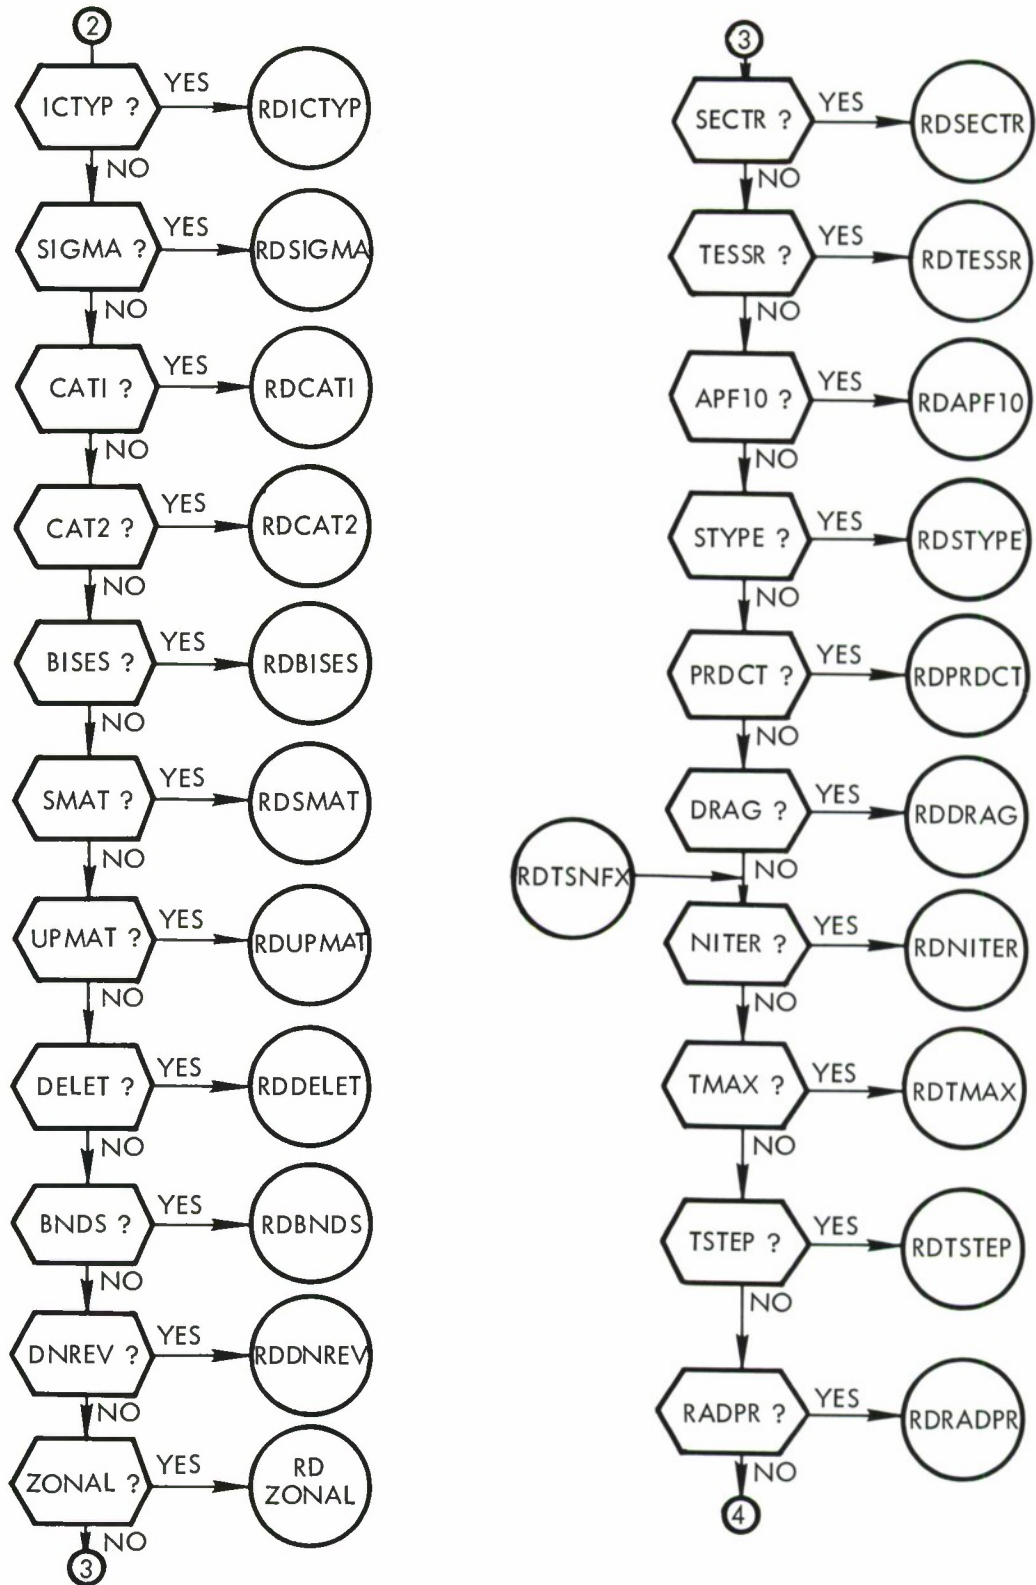 2
ICTYP ?
YES
RDICTYP
NO
SIGMA ?
YES
RDSIGMA
NO
CAT1 ?
YES
RDCAT1
NO
CAT2 ?
YES
RDCAT2
NO
BISES ?
YES
RDBISES
NO
SMAT ?
YES
RDSMAT
NO
UPMAT ?
YES
RDUPMAT
NO
DELET ?
YES
RDDELET
NO
BNDS ?
YES
RDBNDS
NO
DNREV ?
YES
RDDNREV
NO
ZONAL ?
YES
RD
ZONAL
NO
3
3
SECTR ?
YES
RDSECTR
NO
TESSR ?
YES
RDTESSR
NO
APF10 ?
YES
RDAPF10
NO
STYPE ?
YES
RDSTYPE
NO
PRDCT ?
YES
RDPRDCT
NO
DRAG ?
YES
RDDRAG
NO
RDTSNFX
NITER ?
YES
RDNITER
NO
TMAX ?
YES
RDTMAX
NO
TSTEP ?
YES
RDTSTEP
NO
RADPR ?
YES
RDRADPR
NO
4